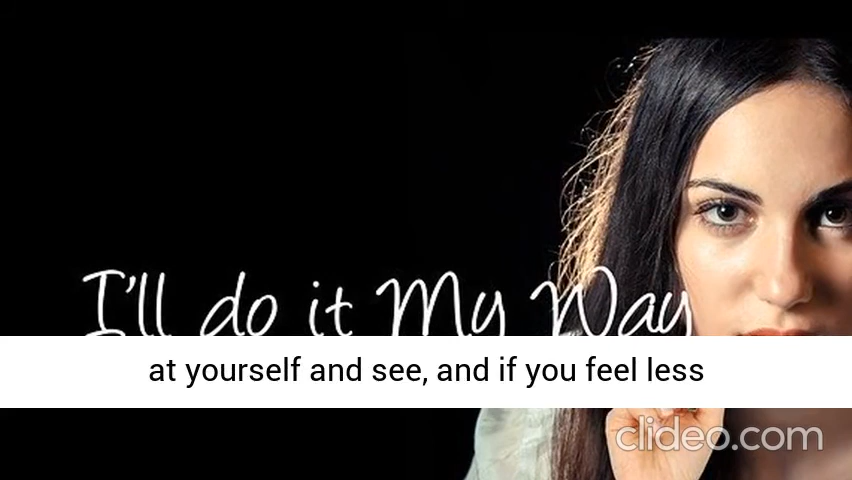 I'll do it My Way
at yourself and see, and if you feel less
clideo.com